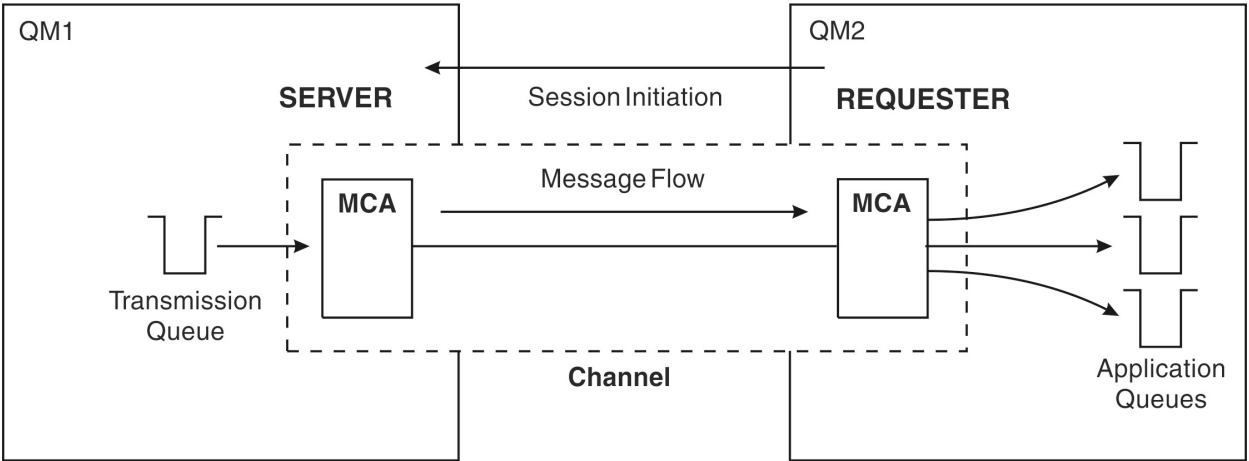 QM1
QM2
SERVER
Session Initiation
REQUESTER
Message Flow
MCA
MCA
Transmission
Queue
Channel
Application
Queues